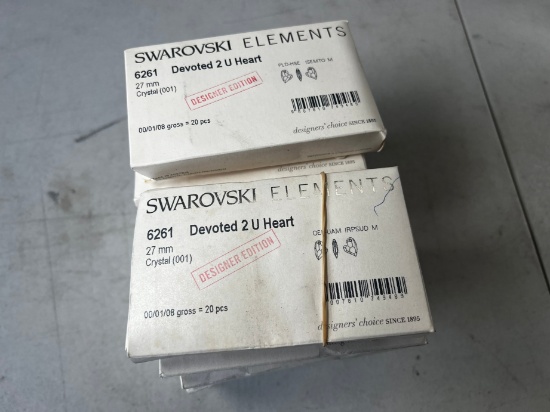 SWAROVSKI ELEMENTS
6261 Devoted 2 U Heart
27 mm
Crystal (001)
DESIGNER EDITION
00/01/08 gross = 20 pcs
designers' choice SINCE 1895
SWAROVSKI ELEMENTS
6261 Devoted 2 U Heart
27 mm
Crystal (001)
DESIGNER EDITION
M
00/01/08 gross = 20 pcs
designers' choice SINCE 1895